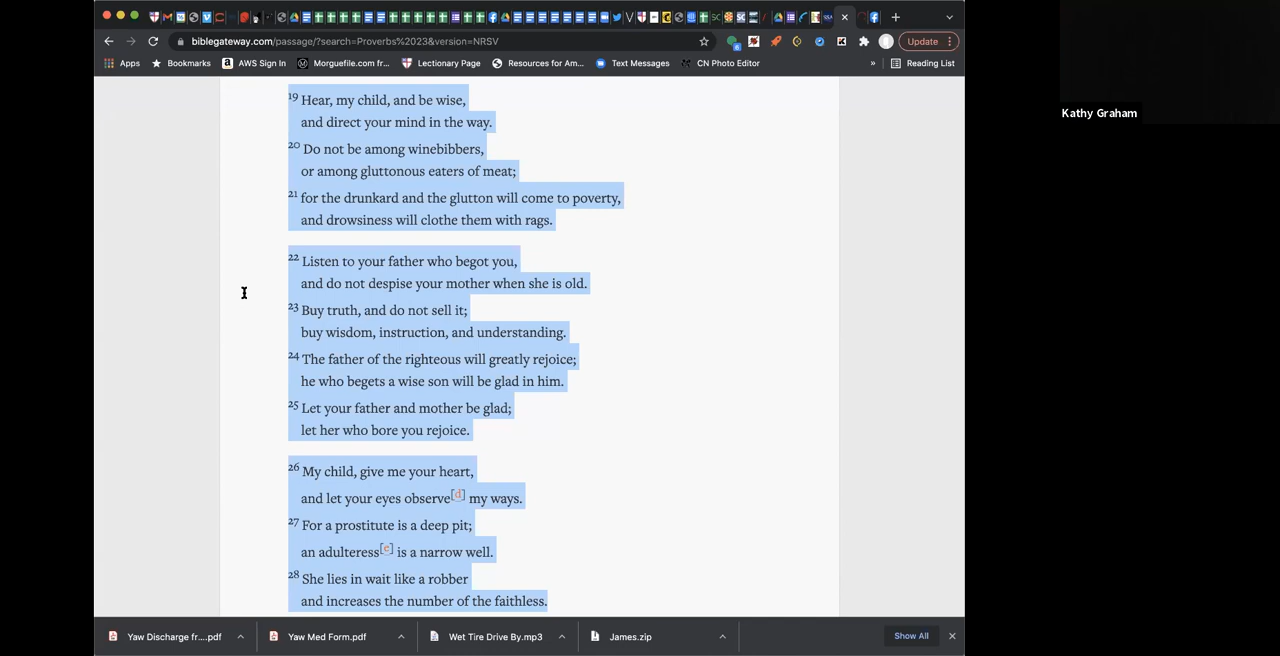 biblegateway.com/passage/?search=Proverbs%2023&version=NRSV
Update
Apps
Bookmarks
AWS Sign In
Morguefile.com fr...
Lectionary Page
Resources for Am...
Text Messages
CN Photo Editor
»
Reading List
Kathy Graham
19 Hear, my child, and be wise,
and direct your mind in the way.
20 Do not be among winebibbers,
or among gluttonous eaters of meat;
21 for the drunkard and the glutton will come to poverty,
and drowsiness will clothe them with rags.
22 Listen to your father who begot you,
and do not despise your mother when she is old.
23 Buy truth, and do not sell it;
buy wisdom, instruction, and understanding.
24 The father of the righteous will greatly rejoice;
he who begets a wise son will be glad in him.
25 Let your father and mother be glad;
let her who bore you rejoice.
26 My child, give me your heart,
and let your eyes observe[d] my ways.
27 For a prostitute is a deep pit;
an adulteress[e] is a narrow well.
28 She lies in wait like a robber
and increases the number of the faithless.
Yaw Discharge fr....pdf
Yaw Med Form.pdf
Wet Tire Drive By.mp3
James.zip
Show All